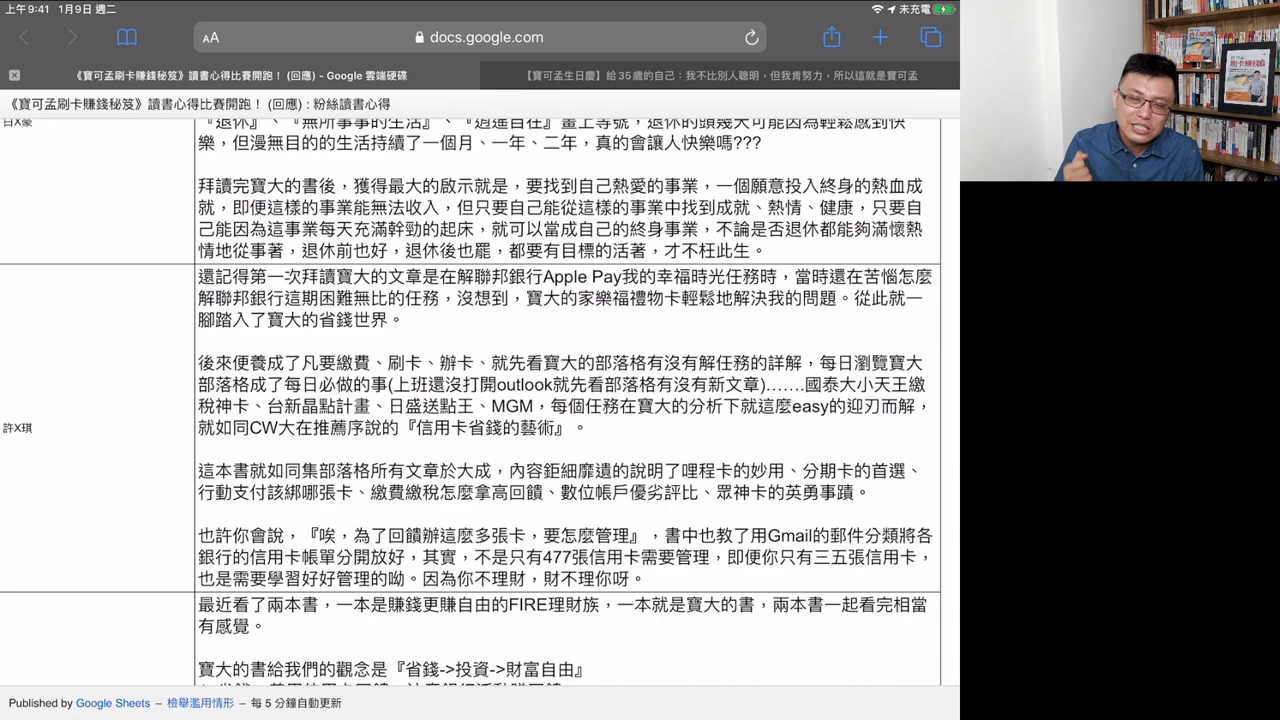 上午9:41 1月9日 週二
未充電
AA
docs.google.com
《寶可孟刷卡賺錢秘笈》讀書心得比賽開跑！ (回應) - Google 雲端硬碟
【寶可孟生日慶】給35歲的自己：我不比別人聰明，但我肯努力，所以這就是寶可孟
《寶可孟刷卡賺錢秘笈》讀書心得比賽開跑！ (回應) : 粉絲讀書心得
『退休』、『無所事事的生活』、『逍遙自在』畫上等號，退休的頭幾天可能因為輕鬆感到快
樂，但漫無目的的生活持續了一個月、一年、二年，真的會讓人快樂嗎???
拜讀完寶大的書後，獲得最大的啟示就是，要找到自己熱愛的事業，一個願意投入終身的熱血成
就，即便這樣的事業能無法收入，但只要自己能從這樣的事業中找到成就、熱情、健康，只要自
己能因為這事業每天充滿幹勁的起床，就可以當成自己的終身事業，不論是否退休都能夠滿懷熱
情地從事著，退休前也好，退休後也罷，都要有目標的活著，才不枉此生。
許X琪
還記得第一次拜讀寶大的文章是在解聯邦銀行Apple Pay我的幸福時光任務時，當時還在苦惱怎麼
解聯邦銀行這期困難無比的任務，沒想到，寶大的家樂福禮物卡輕鬆地解決我的問題。從此就一
腳踏入了寶大的省錢世界。
後來便養成了凡要繳費、刷卡、辦卡、就先看寶大的部落格有沒有解任務的詳解，每日瀏覽寶大
部落格成了每日必做的事(上班還沒打開outlook就先看部落格有沒有新文章)…….國泰大小天王繳
稅神卡、台新晶點計畫、日盛送點王、MGM，每個任務在寶大的分析下就這麼easy的迎刃而解，
就如同CW大在推薦序說的『信用卡省錢的藝術』。
這本書就如同集部落格所有文章於大成，內容鉅細靡遺的說明了哩程卡的妙用、分期卡的首選、
行動支付該綁哪張卡、繳費繳稅怎麼拿高回饋、數位帳戶優劣評比、眾神卡的英勇事蹟。
也許你會說，『唉，為了回饋辦這麼多張卡，要怎麼管理』，書中也教了用Gmail的郵件分類將各
銀行的信用卡帳單分開放好，其實，不是只有477張信用卡需要管理，即便你只有三五張信用卡，
也是需要學習好好管理的呦。因為你不理財，財不理你呀。
最近看了兩本書，一本是賺錢更賺自由的FIRE理財族，一本就是寶大的書，兩本書一起看完相當
有感覺。
寶大的書給我們的觀念是『省錢->投資->財富自由』
Published by Google Sheets – 檢舉濫用情形 – 每 5 分鐘自動更新